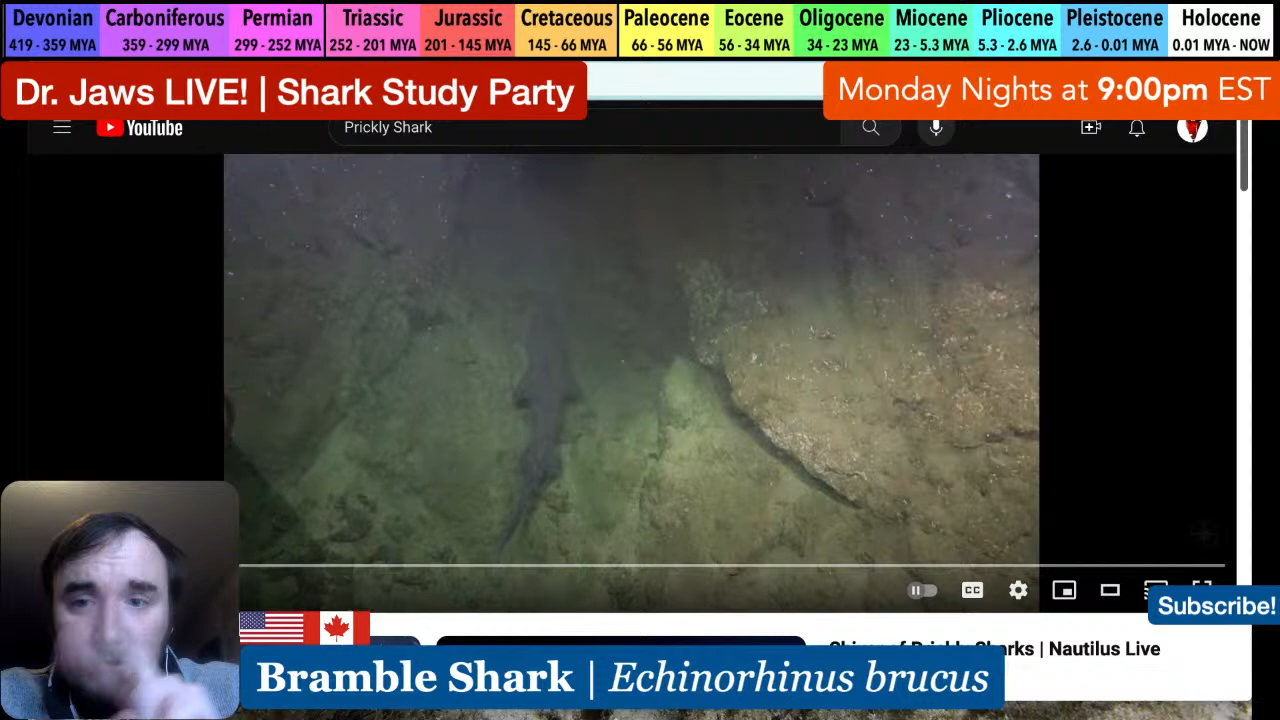 Devonian Carboniferous Permian Triassic Jurassic Cretaceous Paleocene Eocene Oligocene Miocene Pliocene Pleistocene Holocene
419 - 359 MYA 359 - 299 MYA 299 - 252 MYA 252 - 201 MYA 201 - 145 MYA 145 - 66 MYA 66 - 56 MYA 56 - 34 MYA 34 - 23 MYA 23 - 5.3 MYA 5.3 - 2.6 MYA 2.6 - 0.01 MYA 0.01 MYA - NOW
Dr. Jaws LIVE! | Shark Study Party
Monday Nights at 9:00pm EST
YouTube
Prickly Shark
CC
Subscribe!
Sharks | Nautilus Live
Bramble Shark | Echinorhinus brucus